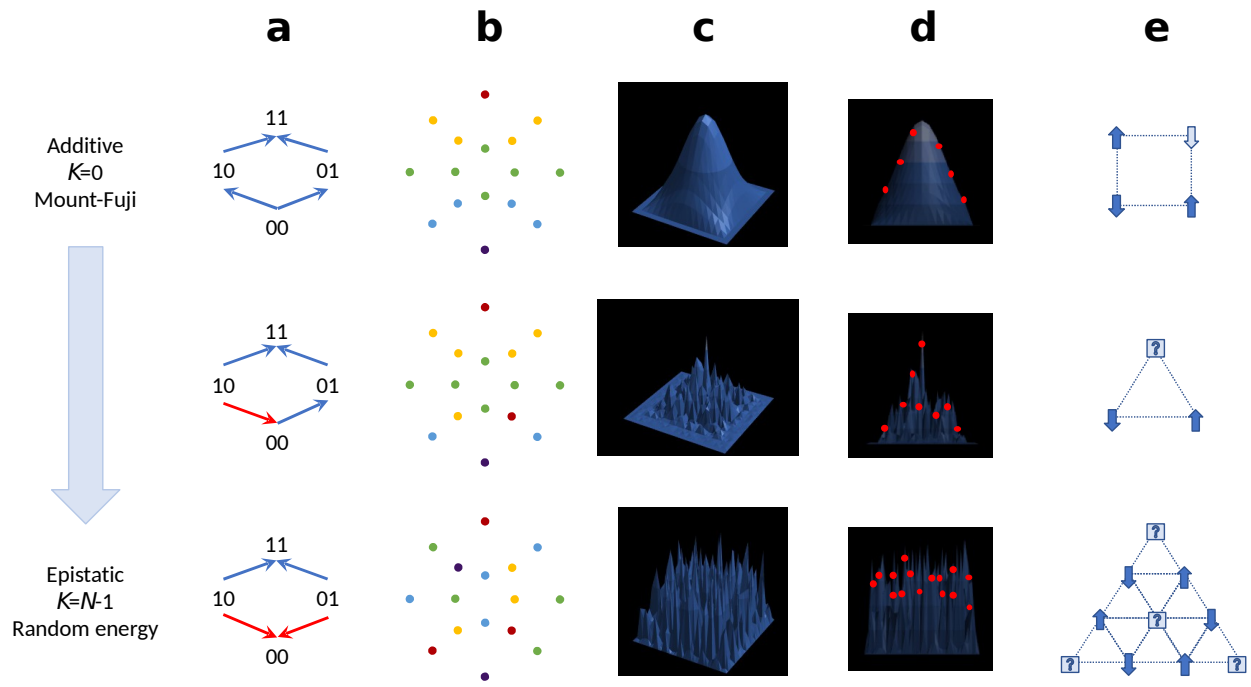 a b c d e
Additive
K=0
Mount-Fuji
11
10 01
00
11
10 01
00
?
Epistatic
K=N-1
Random energy
11
10 01
00
?
?
? ?